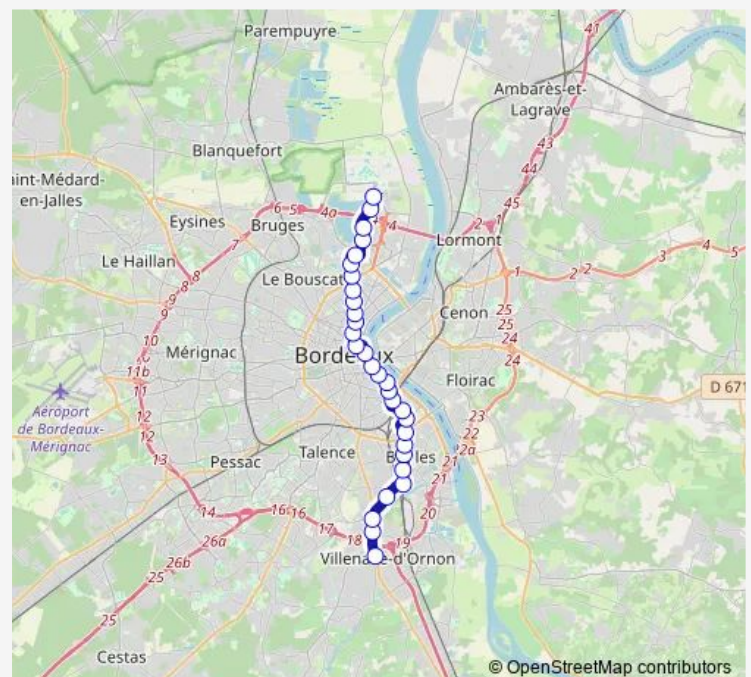 Parempuyre
41
Ambarès-et-
Lagrave
43
44
Blanquefort
aint-Médard-
en-Jalles
45
6 5 4a 4 2 1
Eysines
Bruges
Lormont
7
Le Haillan
8
8
Le Bouscat
1 2 2 3 4 5
9
9
25
10
Cenon
25
24
Mérignac
Bordeaux
24
11b
Floirac
D 671
11
Aéroport
de Bordeaux-
Mérignac
12
23
12
22
Talence
2a
13
Pessac
21
21
14
16
16
20
17
26a
18
19
Villenave-d'Ornon
26b
25
25
Cestas
© OpenStreetMap contributors